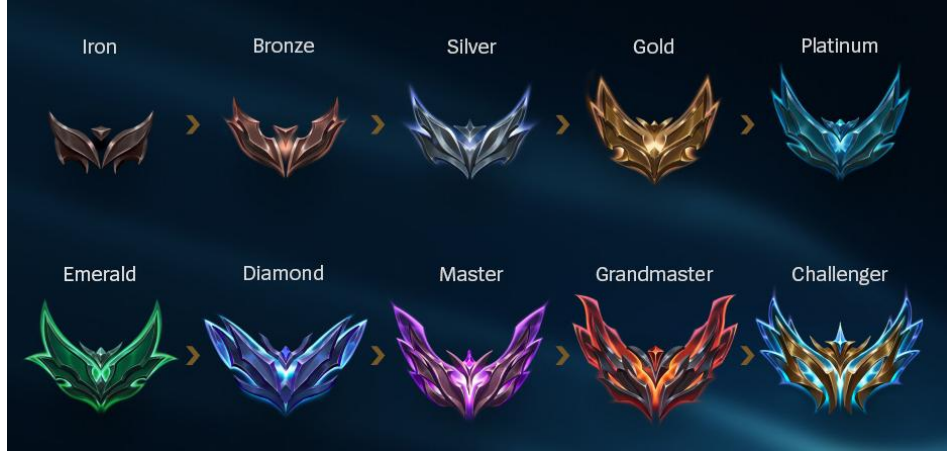 Iron
Bronze
Silver
Gold
Platinum
Emerald
Diamond
Master
Grandmaster
Challenger